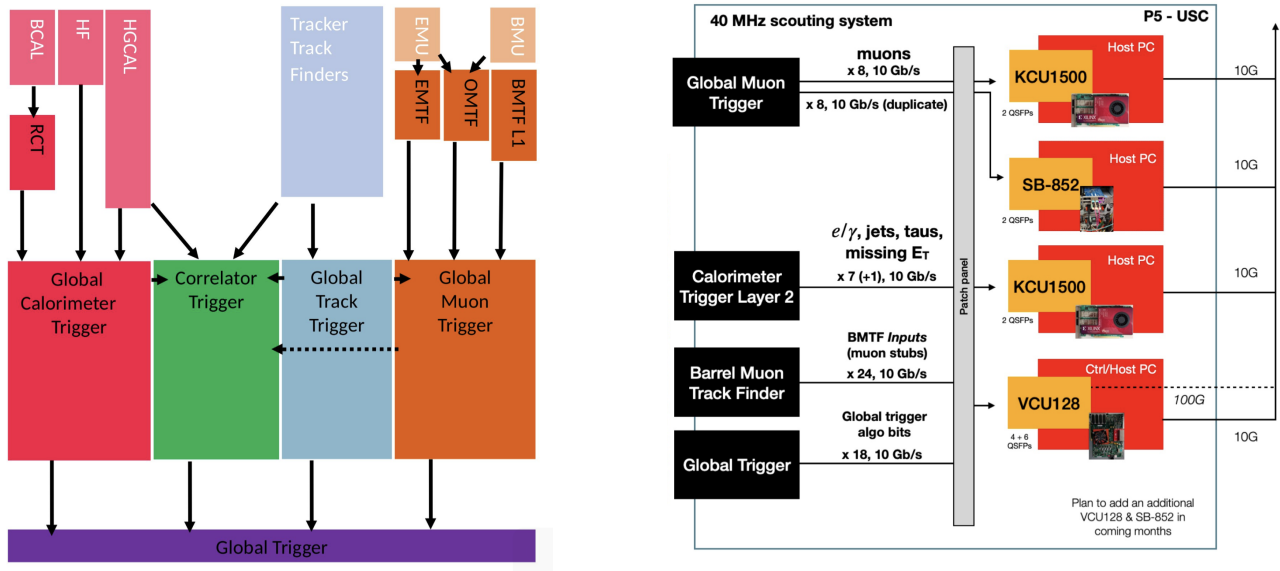 BCAL
HF
HGCAL
Tracker
Track
Finders
EMU
BMU
RCT
EMTF
OMTF
BMTF L1
Global
Calorimeter
Trigger
Correlator
Trigger
Global
Track
Trigger
Global
Muon
Trigger
Global Trigger
40 MHz scouting system
P5 - USC
Global Muon
Trigger
muons
x 8, 10 Gb/s
x 8, 10 Gb/s (duplicate)
Calorimeter
Trigger Layer 2
e/γ, jets, taus,
missing ET
x 7 (+1), 10 Gb/s
Barrel Muon
Track Finder
BMTF Inputs
(muon stubs)
x 24, 10 Gb/s
Global Trigger
Global trigger
algo bits
x 18, 10 Gb/s
Patch panel
Host PC
KCU1500
2 QSFPs
10G
Host PC
SB-852
2 QSFPs
10G
Host PC
KCU1500
2 QSFPs
10G
Ctrl/Host PC
VCU128
4 + 6
QSFPs
100G
10G
Plan to add an additional
VCU128 & SB-852 in
coming months